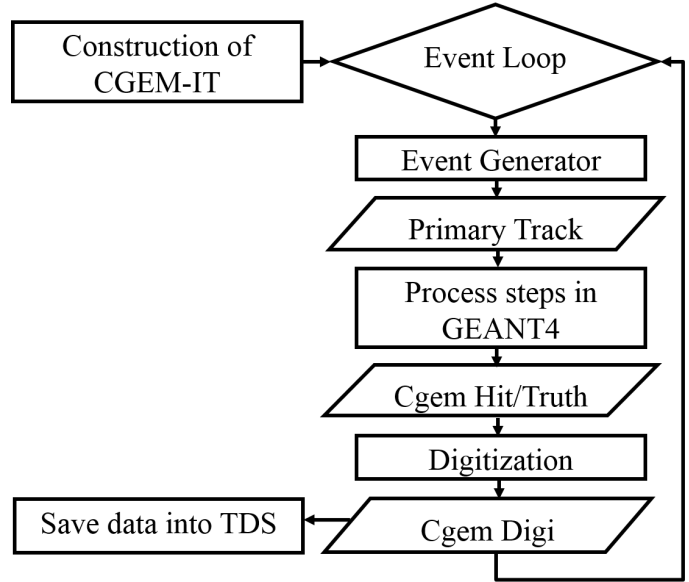 Construction of
CGEM-IT
Event Loop
Event Generator
Primary Track
Process steps in
GEANT4
Cgem Hit/Truth
Digitization
Save data into TDS
Cgem Digi